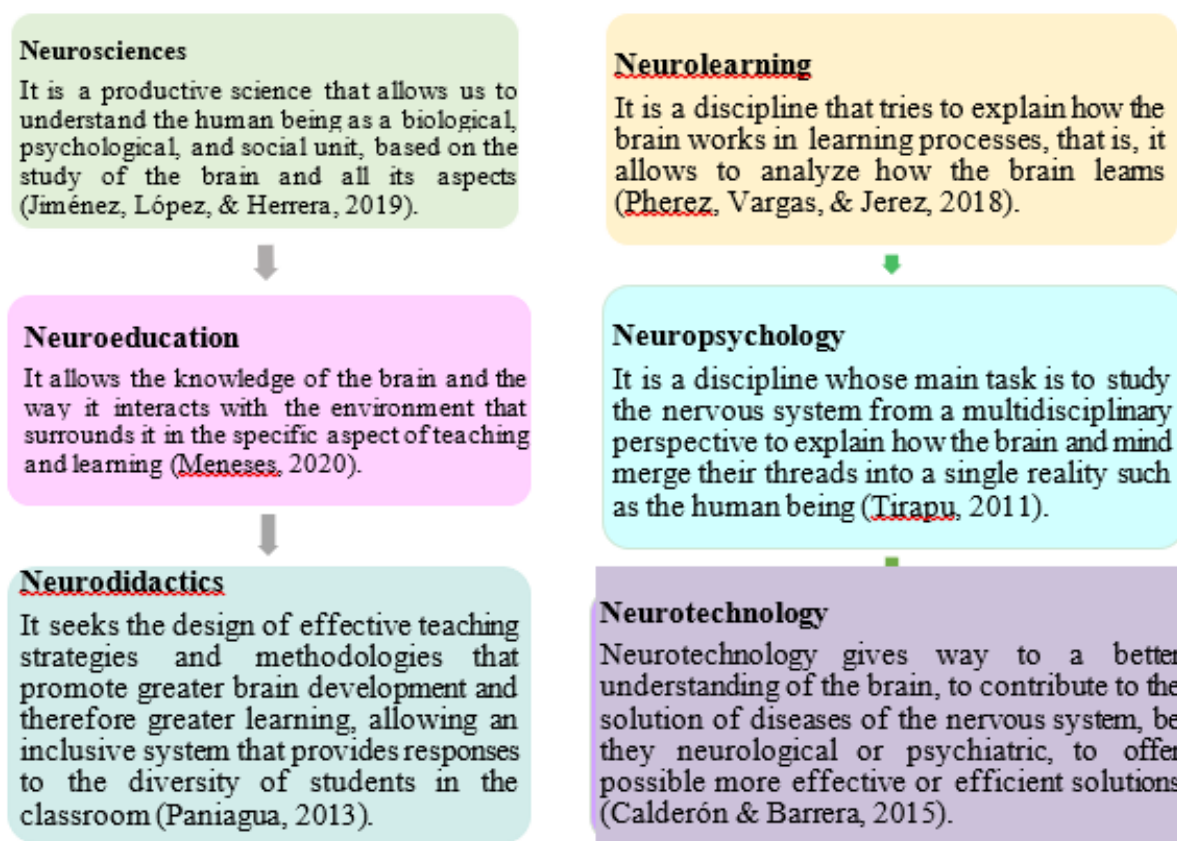 Neurosciences
It is a productive science that allows us to
understand the human being as a biological,
psychological, and social unit, based on the
study of the brain and all its aspects
(Jiménez, López, & Herrera, 2019).
Neuroeducation
It allows the knowledge of the brain and the
way it interacts with the environment that
surrounds it in the specific aspect of teaching
and learning (Meneses, 2020).
Neurodidactics
It seeks the design of effective teaching
strategies and methodologies that
promote greater brain development and
therefore greater learning, allowing an
inclusive system that provides responses
to the diversity of students in the
classroom (Paniagua, 2013).
Neurolearning
It is a discipline that tries to explain how the
brain works in learning processes, that is, it
allows to analyze how the brain learns
(Pherez, Vargas, & Jerez, 2018).
Neuropsychology
It is a discipline whose main task is to study
the nervous system from a multidisciplinary
perspective to explain how the brain and mind
merge their threads into a single reality such
as the human being (Tirapu, 2011).
Neurotechnology
Neurotechnology gives way to a better
understanding of the brain, to contribute to the
solution of diseases of the nervous system, be
they neurological or psychiatric, to offer
possible more effective or efficient solutions
(Calderón & Barrera, 2015).